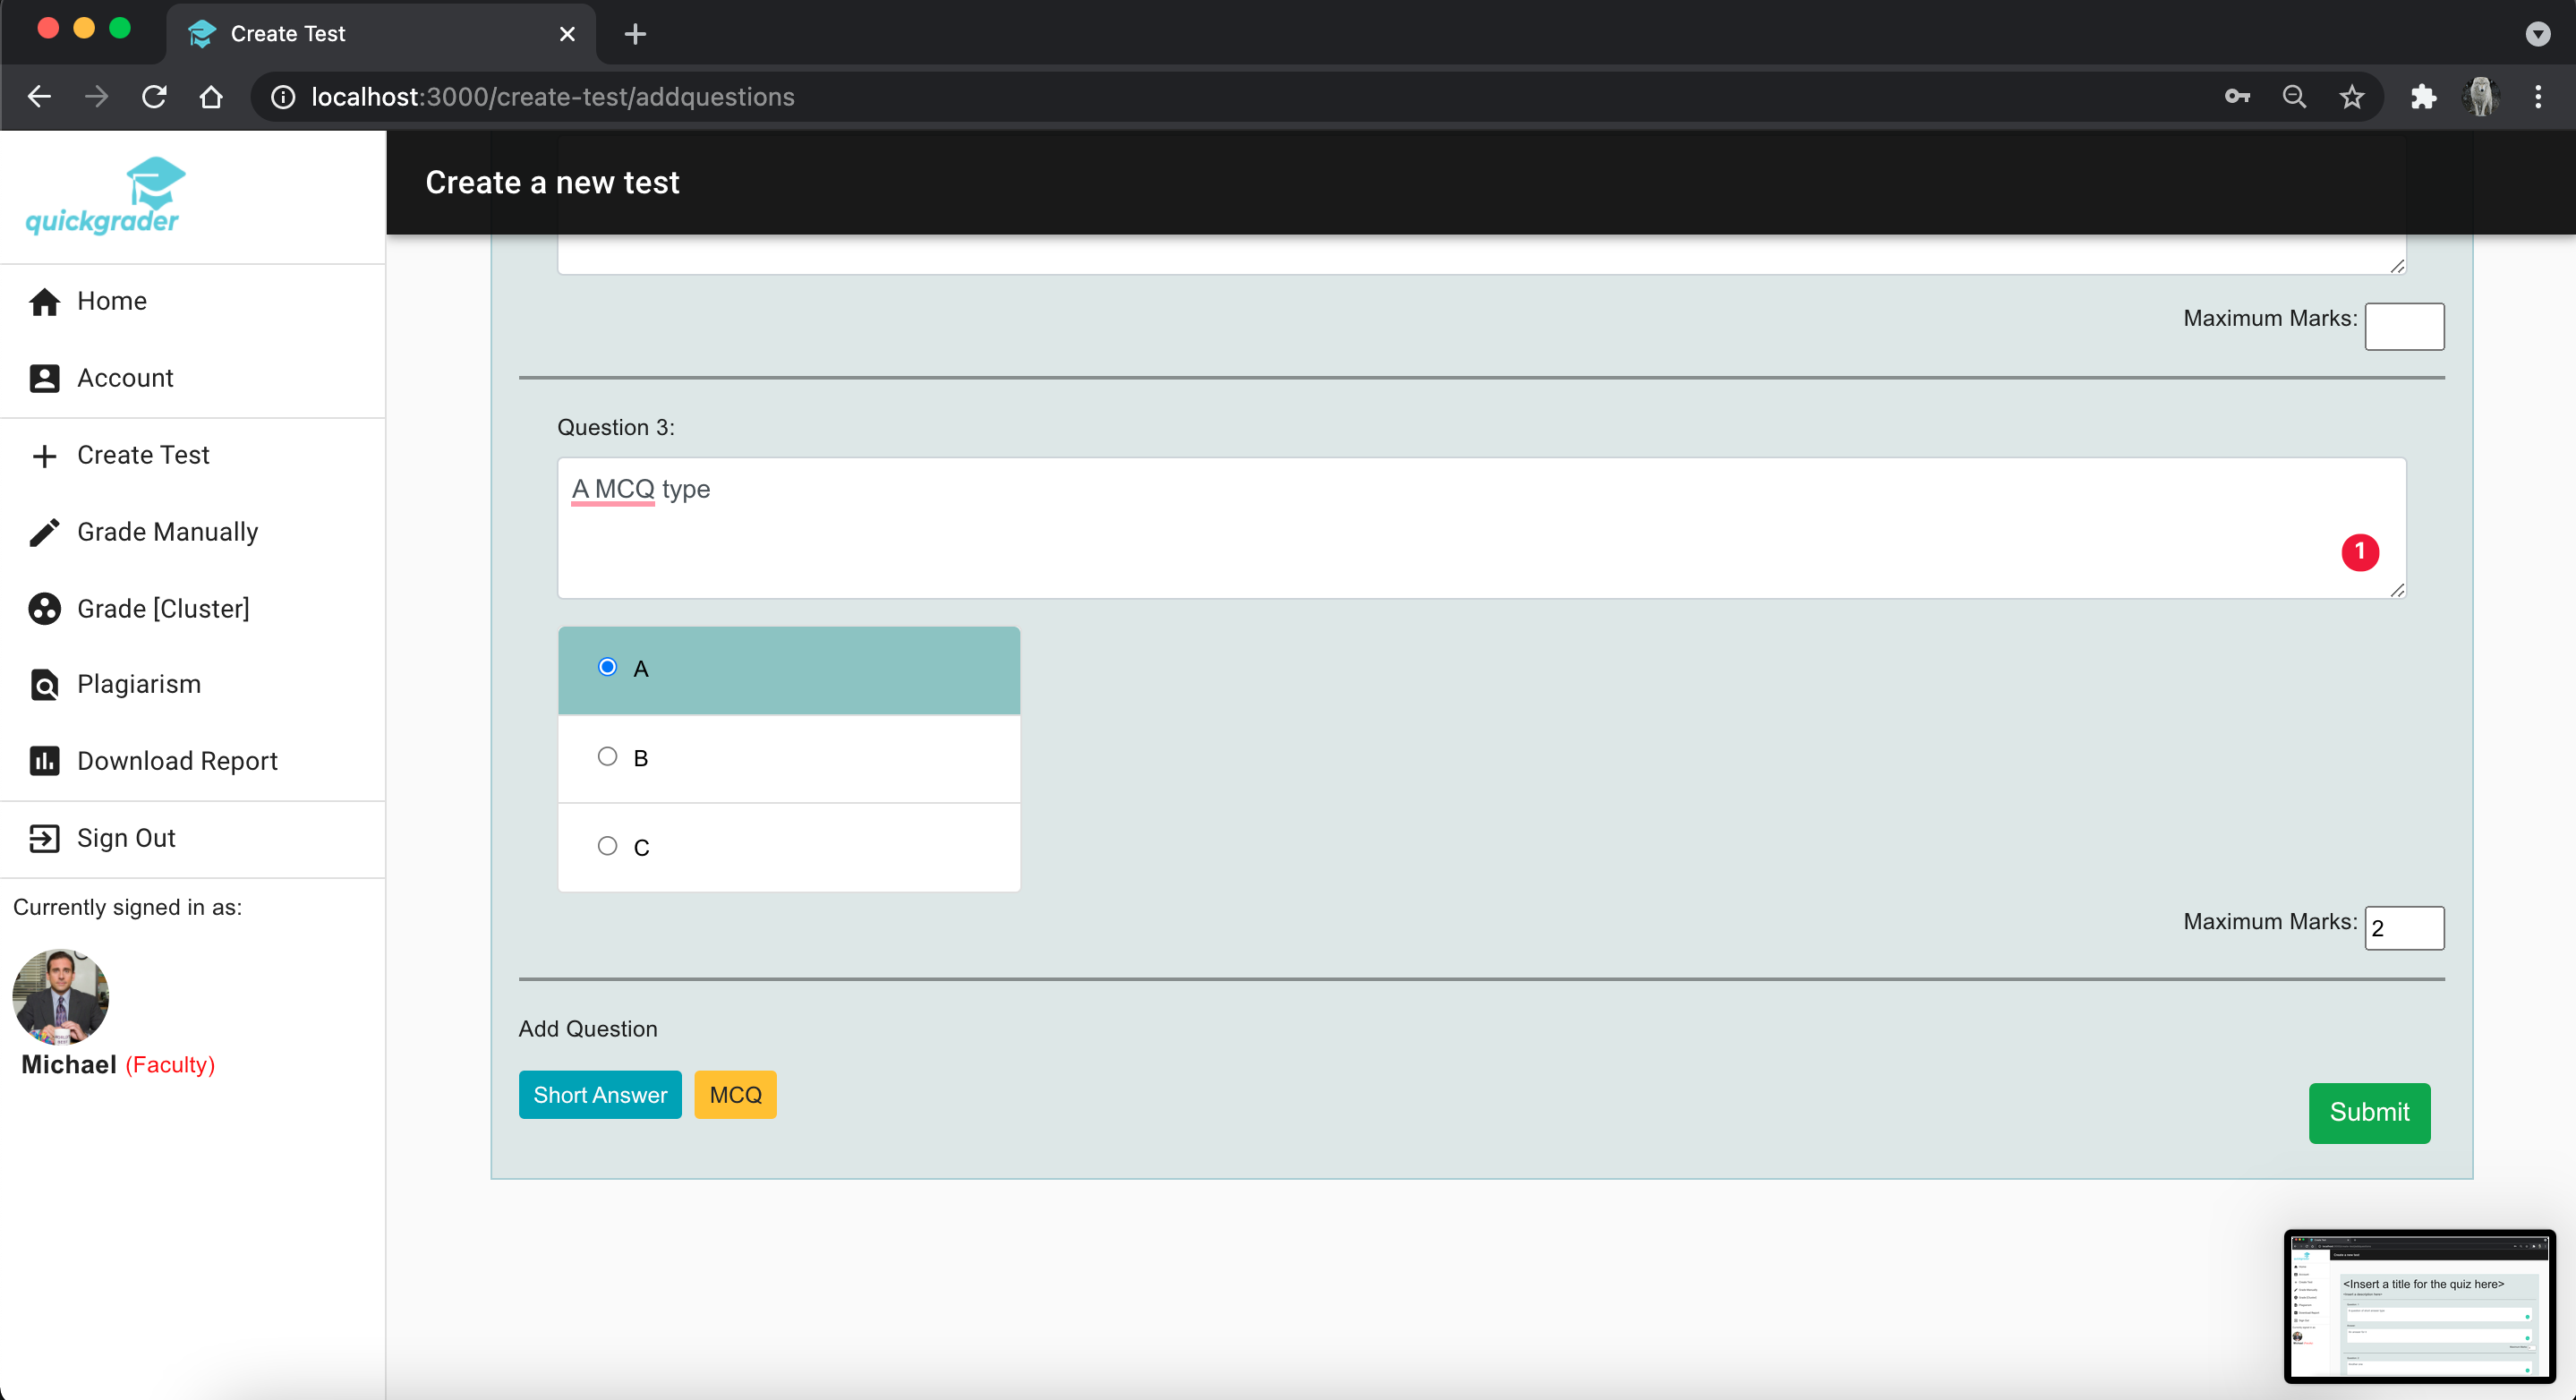 Create Test
localhost:3000/create-test/addquestions
quickgrader
Create a new test
Home
Account
Create Test
Grade Manually
Grade [Cluster]
Plagiarism
Download Report
Sign Out
Currently signed in as:
Michael (Faculty)
Maximum Marks:
Question 3:
A MCQ type
1
A
B
C
Maximum Marks: 2
Add Question
Short Answer MCQ
Submit
<Insert a title for the quiz here>